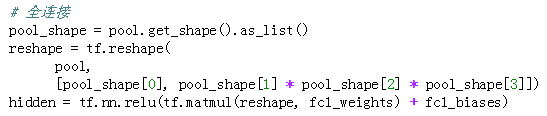 # 全连接
pool_shape = pool.get_shape().as_list()
reshape = tf.reshape(
pool,
[pool_shape[0], pool_shape[1] * pool_shape[2] * pool_shape[3]])
hidden = tf.nn.relu(tf.matmul(reshape, fc1_weights) + fc1_biases)